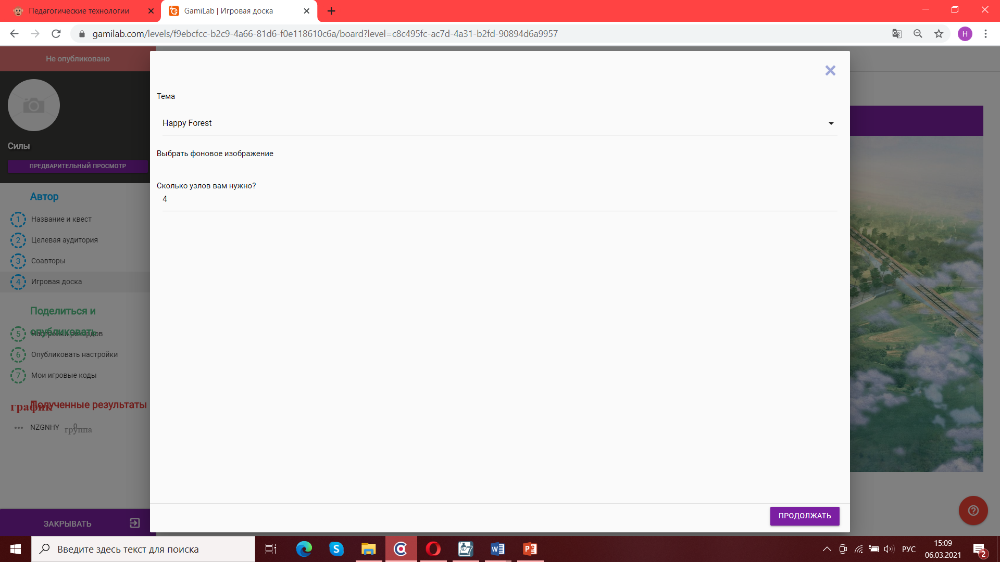 Педагогические технологии
GamiLab | Игровая доска
gamilab.com/levels/f9ebcfcc-b2c9-4a66-81d6-f0e118610c6a/board?level=c8c495fc-ac7d-4a31-b2fd-90894d6a9957
H
Не опубликовано
Силы
ПРЕДВАРИТЕЛЬНЫЙ ПРОСМОТР
Автор
1 Название и квест
2 Целевая аудитория
3 Соавторы
4 Игровая доска
Поделиться и
опубликовать
5 Настройки рекордов
6 Опубликовать настройки
7 Мои игровые коды
график
Полученные результаты
NZGNHY
0
группа
ЗАКРЫВАТЬ
Тема
Happy Forest
Выбрать фоновое изображение
Сколько узлов вам нужно?
4
ПРОДОЛЖАТЬ
Введите здесь текст для поиска
РУС
15:09
06.03.2021
2